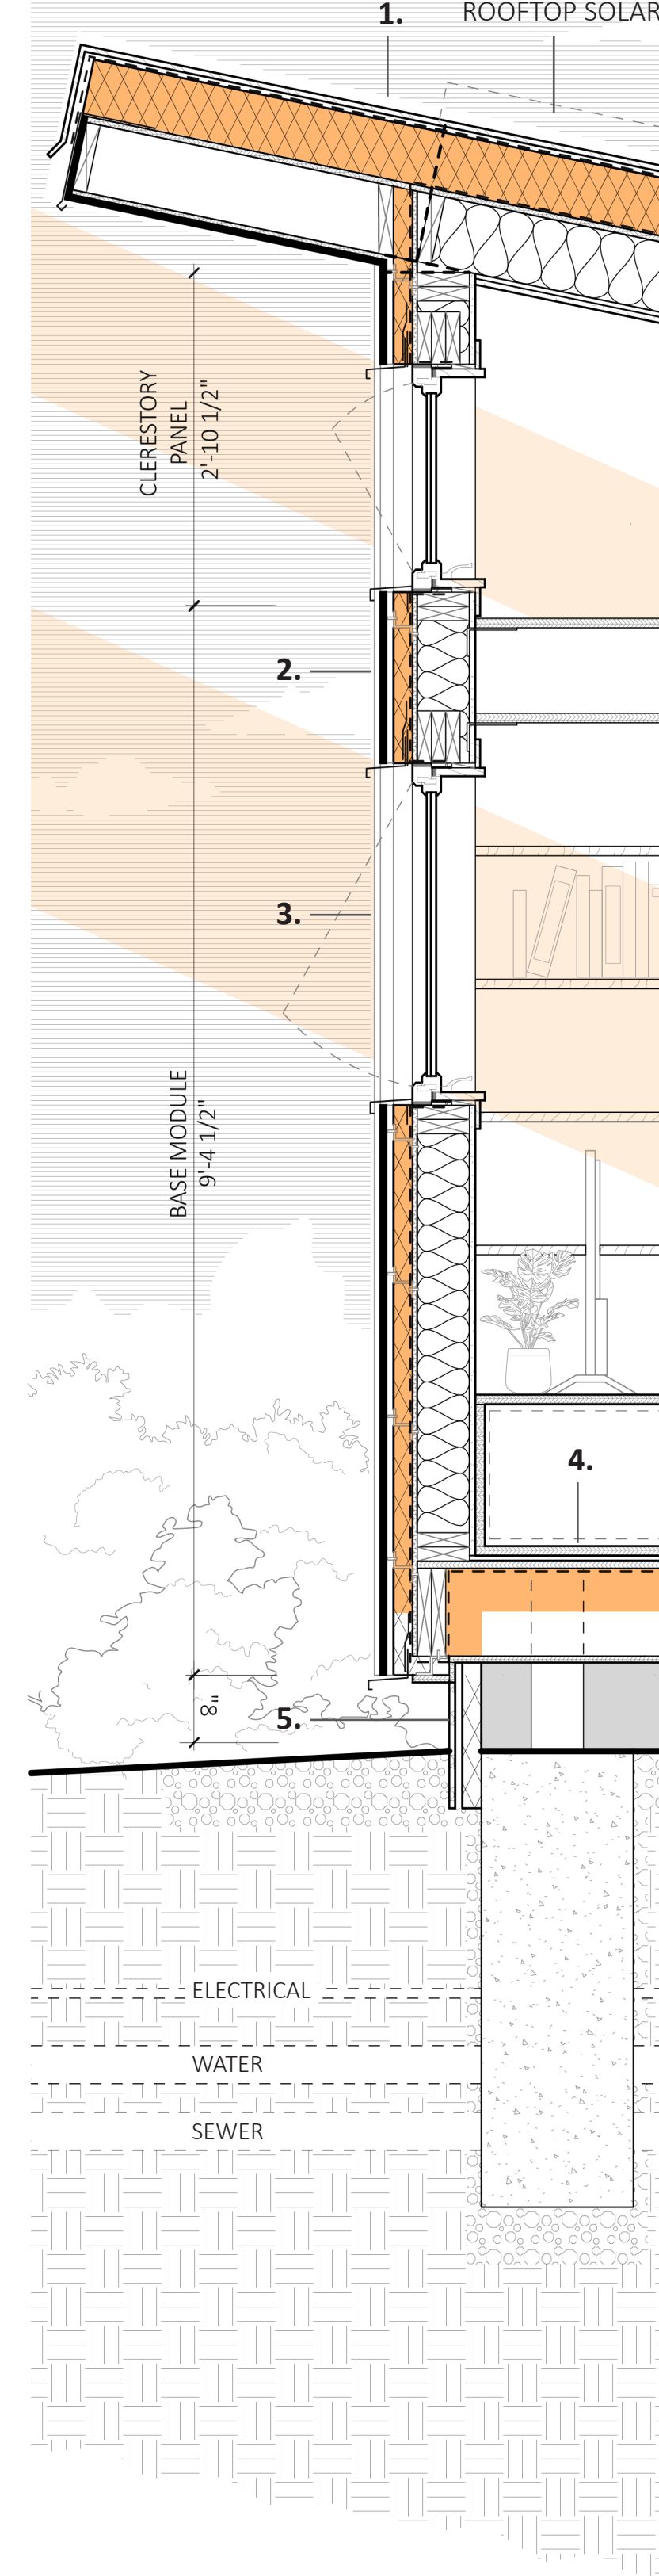 1.
ROOFTOP SOLAR
CLERESTORY
PANEL
2'-10 1/2"
2.
3.
BASE MODULE
9'-4 1/2"
4.
8"
5.
ELECTRICAL
WATER
SEWER